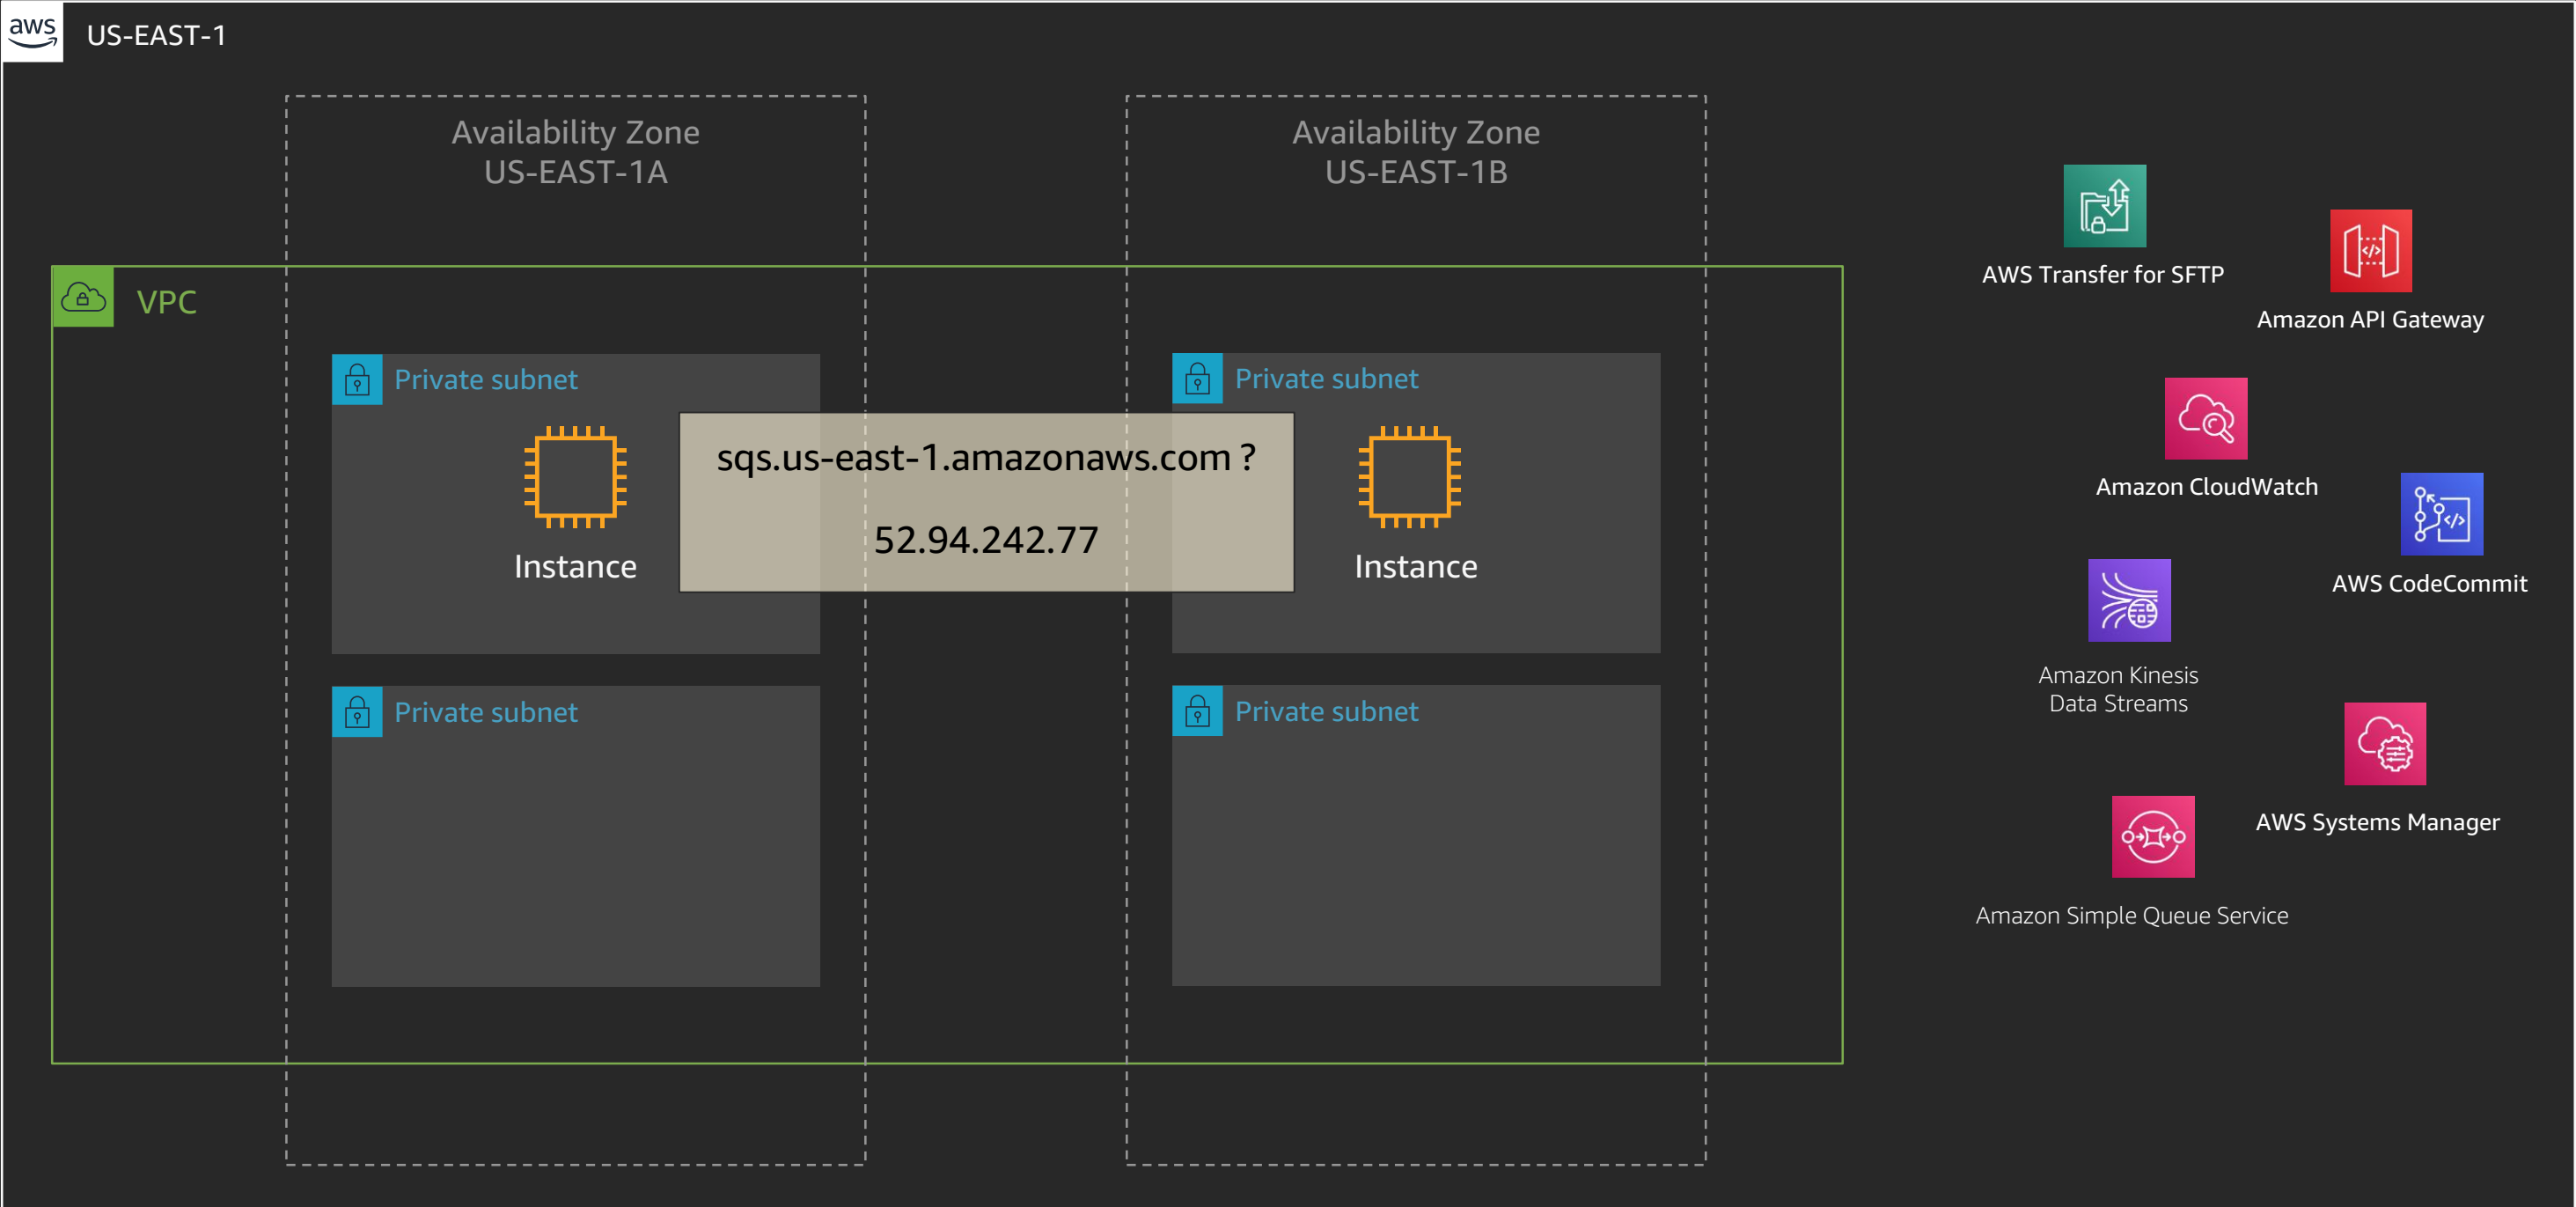 aws
US-EAST-1
Availability Zone
US-EAST-1A
Availability Zone
US-EAST-1B
VPC
Private subnet
Instance
sqs.us-east-1.amazonaws.com ?
52.94.242.77
Private subnet
Instance
Private subnet
Private subnet
AWS Transfer for SFTP
Amazon API Gateway
Amazon CloudWatch
AWS CodeCommit
Amazon Kinesis
Data Streams
AWS Systems Manager
Amazon Simple Queue Service